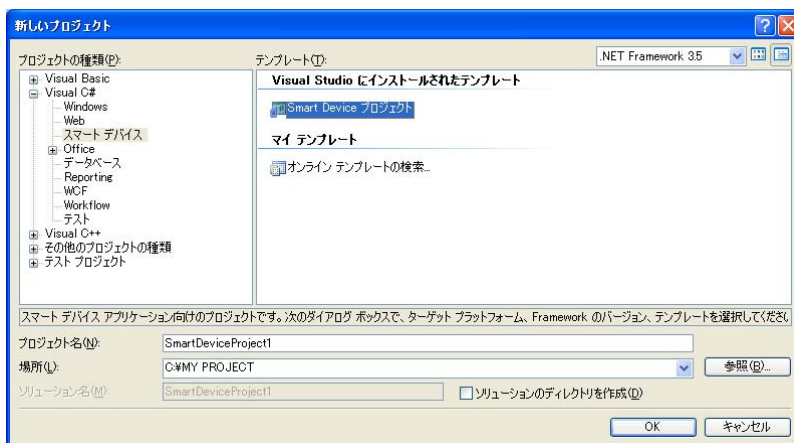 新しいプロジェクト
プロジェクトの種類(P):
テンプレート(T):
.NET Framework 3.5
Visual Basic
Visual C#
Windows
Web
スマート デバイス
Office
データベース
Reporting
WCF
Workflow
テスト
Visual C++
その他のプロジェクトの種類
テスト プロジェクト
Visual Studio にインストールされたテンプレート
Smart Device プロジェクト
マイ テンプレート
オンライン テンプレートの検索...
スマート デバイス アプリケーション向けのプロジェクトです。次のダイアログ ボックスで、ターゲット プラットフォーム、Framework のバージョン、テンプレートを選択してくださ
プロジェクト名(N):
SmartDeviceProject1
場所(L):
C:¥MY PROJECT
参照(B)...
ソリューション名(M):
SmartDeviceProject1
ソリューションのディレクトリを作成(D)
OK
キャンセル